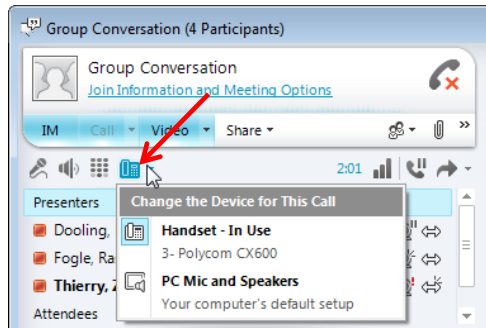 Group Conversation (4 Participants)
Group Conversation
Join Information and Meeting Options
IM Call Video Share
2:01
Presenters
Change the Device for This Call
Dooling,
Handset - In Use
3- Polycom CX600
Fogle, Ra
PC Mic and Speakers
Thierry,
Your computer's default setup
Attendees